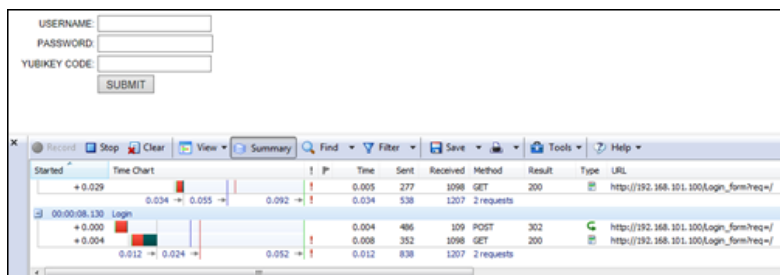 USERNAME:
PASSWORD:
YUBIKEY CODE:
SUBMIT
Record Stop Clear View Summary Find Filter Save Tools Help
Started Time Chart ! Time Sent Received Method Result Type URL
+ 0.029 ! 0.005 277 1098 GET 200 http://192.168.101.100/Login_form?req=/
0.034 0.055 0.092 ! 0.034 538 1207 2 requests
00:00:08.130 Login
+ 0.000 0.004 486 109 POST 302 http://192.168.101.100/Login_form?req=/
+ 0.004 ! 0.008 352 1098 GET 200 http://192.168.101.100/Login_form?req=/
0.012 0.024 0.052 ! 0.012 838 1207 2 requests